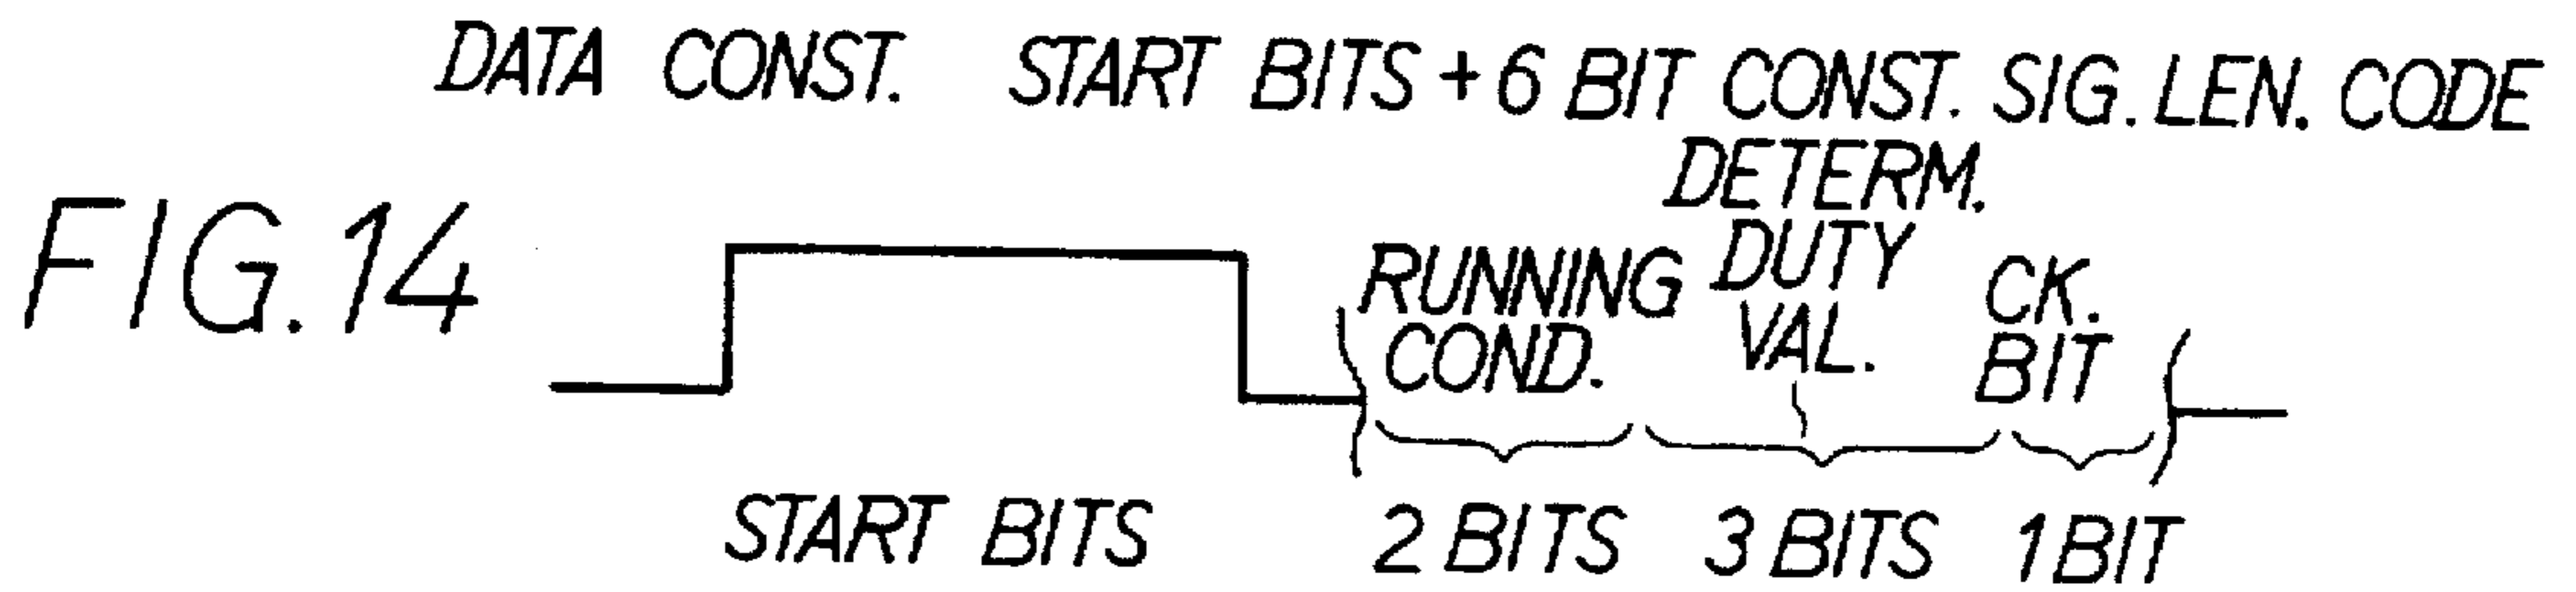 DATA CONST. START BITS + 6 BIT CONST. SIG. LEN. CODE
FIG. 14
RUNNING
COND.
DETERM.
DUTY
VAL.
CK.
BIT
START BITS
2 BITS
3 BITS
1 BIT